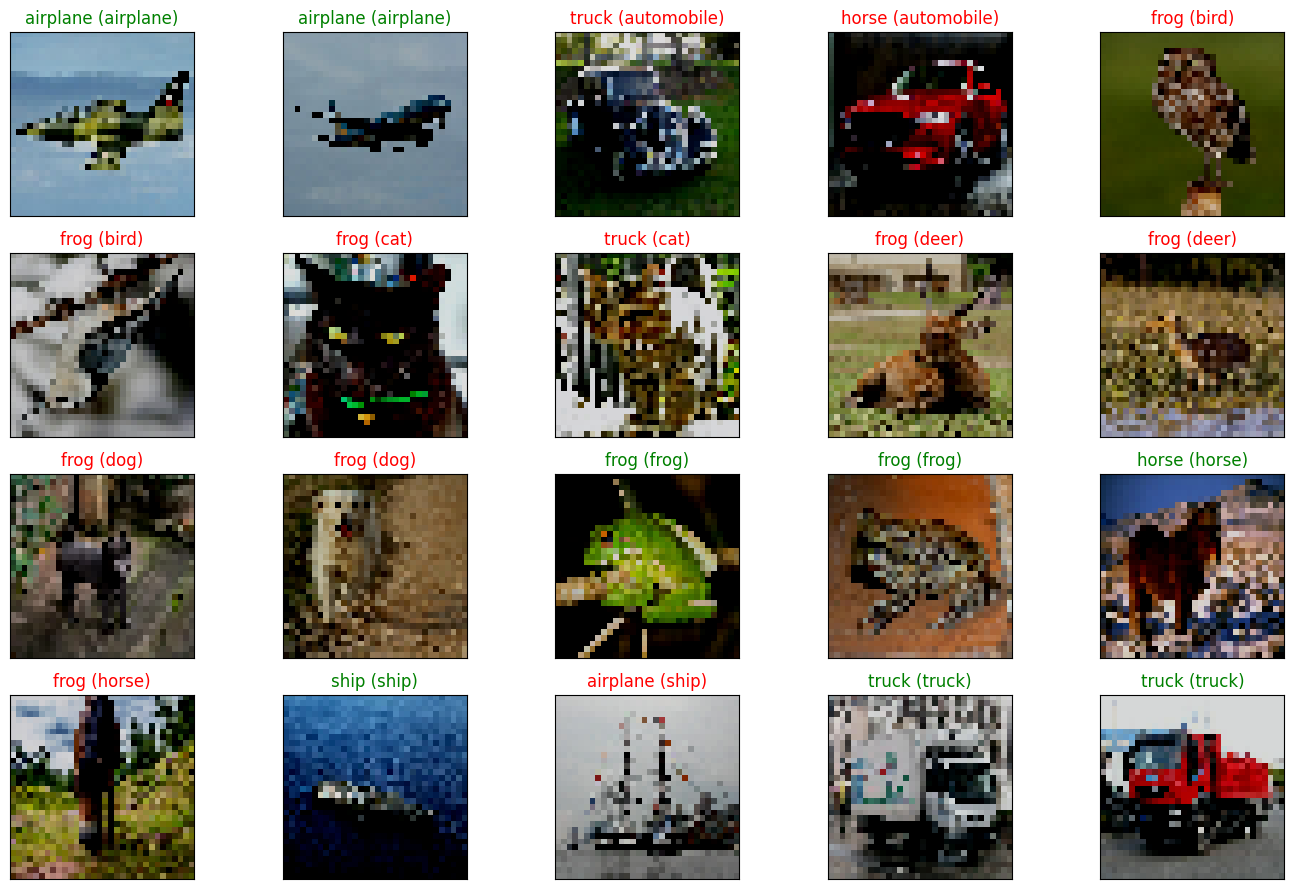 airplane (airplane)
airplane (airplane)
truck (automobile)
horse (automobile)
frog (bird)
frog (bird)
frog (cat)
truck (cat)
frog (deer)
frog (deer)
frog (dog)
frog (dog)
frog (frog)
frog (frog)
horse (horse)
frog (horse)
ship (ship)
airplane (ship)
truck (truck)
truck (truck)